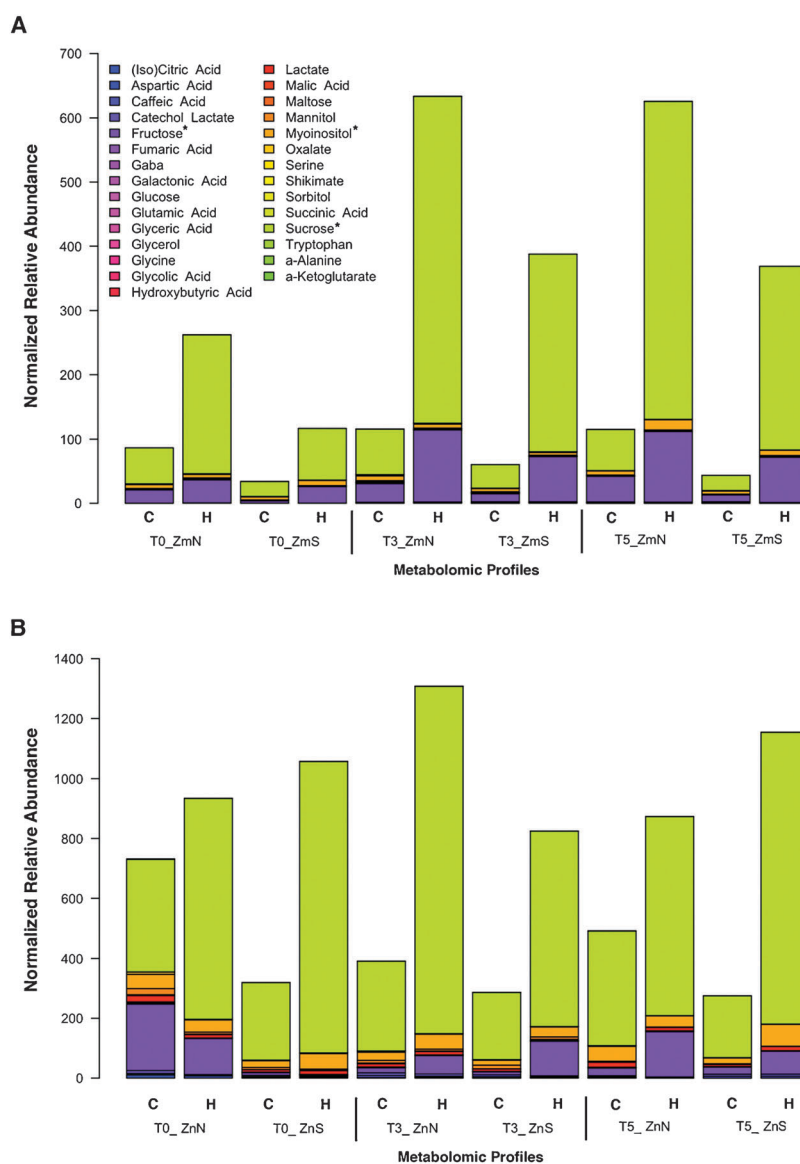 A
Normalized Relative Abundance
700
600
500
400
300
200
100
0
(Iso)Citric Acid
Aspartic Acid
Caffeic Acid
Catechol Lactate
Fructose*
Fumaric Acid
Gaba
Galactonic Acid
Glucose
Glutamic Acid
Glyceric Acid
Glycerol
Glycine
Glycolic Acid
Hydroxybutyric Acid
Lactate
Malic Acid
Maltose
Mannitol
Myoinositol*
Oxalate
Serine
Shikimate
Sorbitol
Succinic Acid
Sucrose*
Tryptophan
a-Alanine
a-Ketoglutarate
C H C H C H C H C H C H
T0_ZmN T0_ZmS T3_ZmN T3_ZmS T5_ZmN T5_ZmS
Metabolomic Profiles
B
Normalized Relative Abundance
1400
1200
1000
800
600
400
200
0
C H C H C H C H C H C H
T0_ ZnN T0_ ZnS T3_ ZnN T3_ ZnS T5_ ZnN T5_ ZnS
Metabolomic Profiles